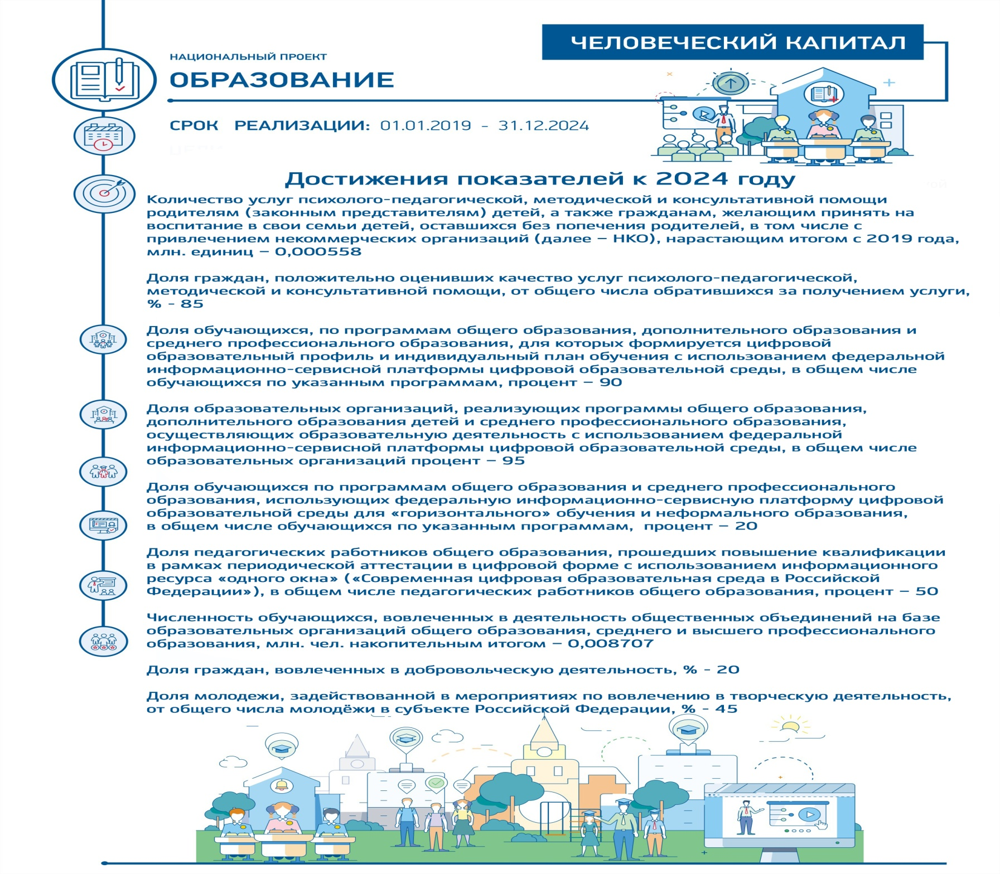 ЧЕЛОВЕЧЕСКИЙ КАПИТАЛ
НАЦИОНАЛЬНЫЙ ПРОЕКТ
ОБРАЗОВАНИЕ
СРОК РЕАЛИЗАЦИИ: 01.01.2019 - 31.12.2024
Достижения показателей к 2024 году
Количество услуг психолого-педагогической, методической и консультативной помощи
родителям (законным представителям) детей, а также гражданам, желающим принять на
воспитание в свои семьи детей, оставшихся без попечения родителей, в том числе с
привлечением некоммерческих организаций (далее – НКО), нарастающим итогом с 2019 года,
млн. единиц – 0,000558
Доля граждан, положительно оценивших качество услуг психолого-педагогической,
методической и консультативной помощи, от общего числа обратившихся за получением услуги,
% - 85
Доля обучающихся, по программам общего образования, дополнительного образования и
среднего профессионального образования, для которых формируется цифровой
образовательный профиль и индивидуальный план обучения с использованием федеральной
информационно-сервисной платформы цифровой образовательной среды, в общем числе
обучающихся по указанным программам, процент – 90
Доля образовательных организаций, реализующих программы общего образования,
дополнительного образования детей и среднего профессионального образования,
осуществляющих образовательную деятельность с использованием федеральной
информационно-сервисной платформы цифровой образовательной среды, в общем числе
образовательных организаций процент – 95
Доля обучающихся по программам общего образования и среднего профессионального
образования, использующих федеральную информационно-сервисную платформу цифровой
образовательной среды для «горизонтального» обучения и неформального образования,
в общем числе обучающихся по указанным программам, процент – 20
Доля педагогических работников общего образования, прошедших повышение квалификации
в рамках периодической аттестации в цифровой форме с использованием информационного
ресурса «одного окна» («Современная цифровая образовательная среда в Российской
Федерации»), в общем числе педагогических работников общего образования, процент – 50
Численность обучающихся, вовлеченных в деятельность общественных объединений на базе
образовательных организаций общего образования, среднего и высшего профессионального
образования, млн. чел. накопительным итогом – 0,008707
Доля граждан, вовлеченных в добровольческую деятельность, % - 20
Доля молодежи, задействованной в мероприятиях по вовлечению в творческую деятельность,
от общего числа молодёжи в субъекте Российской Федерации, % - 45